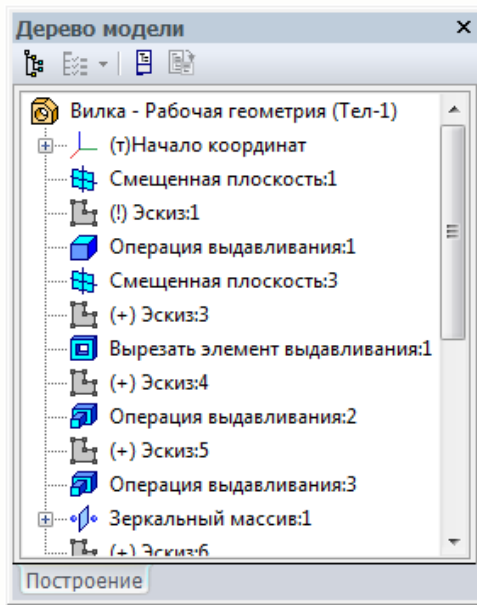 Дерево модели
Вилка - Рабочая геометрия (Тел-1)
(т)Начало координат
Смещенная плоскость:1
(!) Эскиз:1
Операция выдавливания:1
Смещенная плоскость:3
(+) Эскиз:3
Вырезать элемент выдавливания:1
(+) Эскиз:4
Операция выдавливания:2
(+) Эскиз:5
Операция выдавливания:3
Зеркальный массив:1
(+) Эскиз:6
Построение